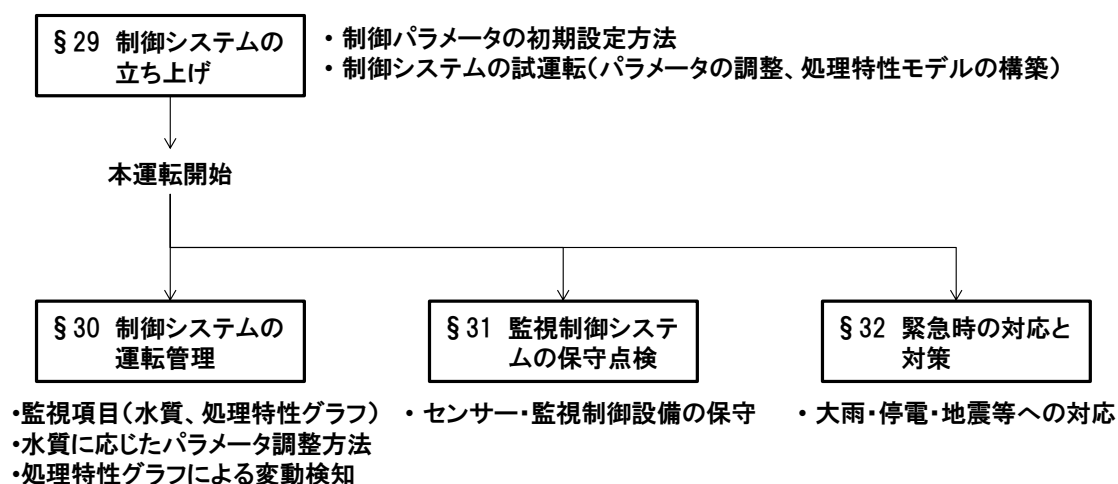 §29 制御システムの
立ち上げ
・制御パラメータの初期設定方法
・制御システムの試運転(パラメータの調整、処理特性モデルの構築)
本運転開始
§30 制御システムの
運転管理
・監視項目(水質、処理特性グラフ)
・水質に応じたパラメータ調整方法
・処理特性グラフによる変動検知
§31 監視制御システ
ムの保守点検
・センサー・監視制御設備の保守
§32 緊急時の対応と
対策
・大雨・停電・地震等への対応